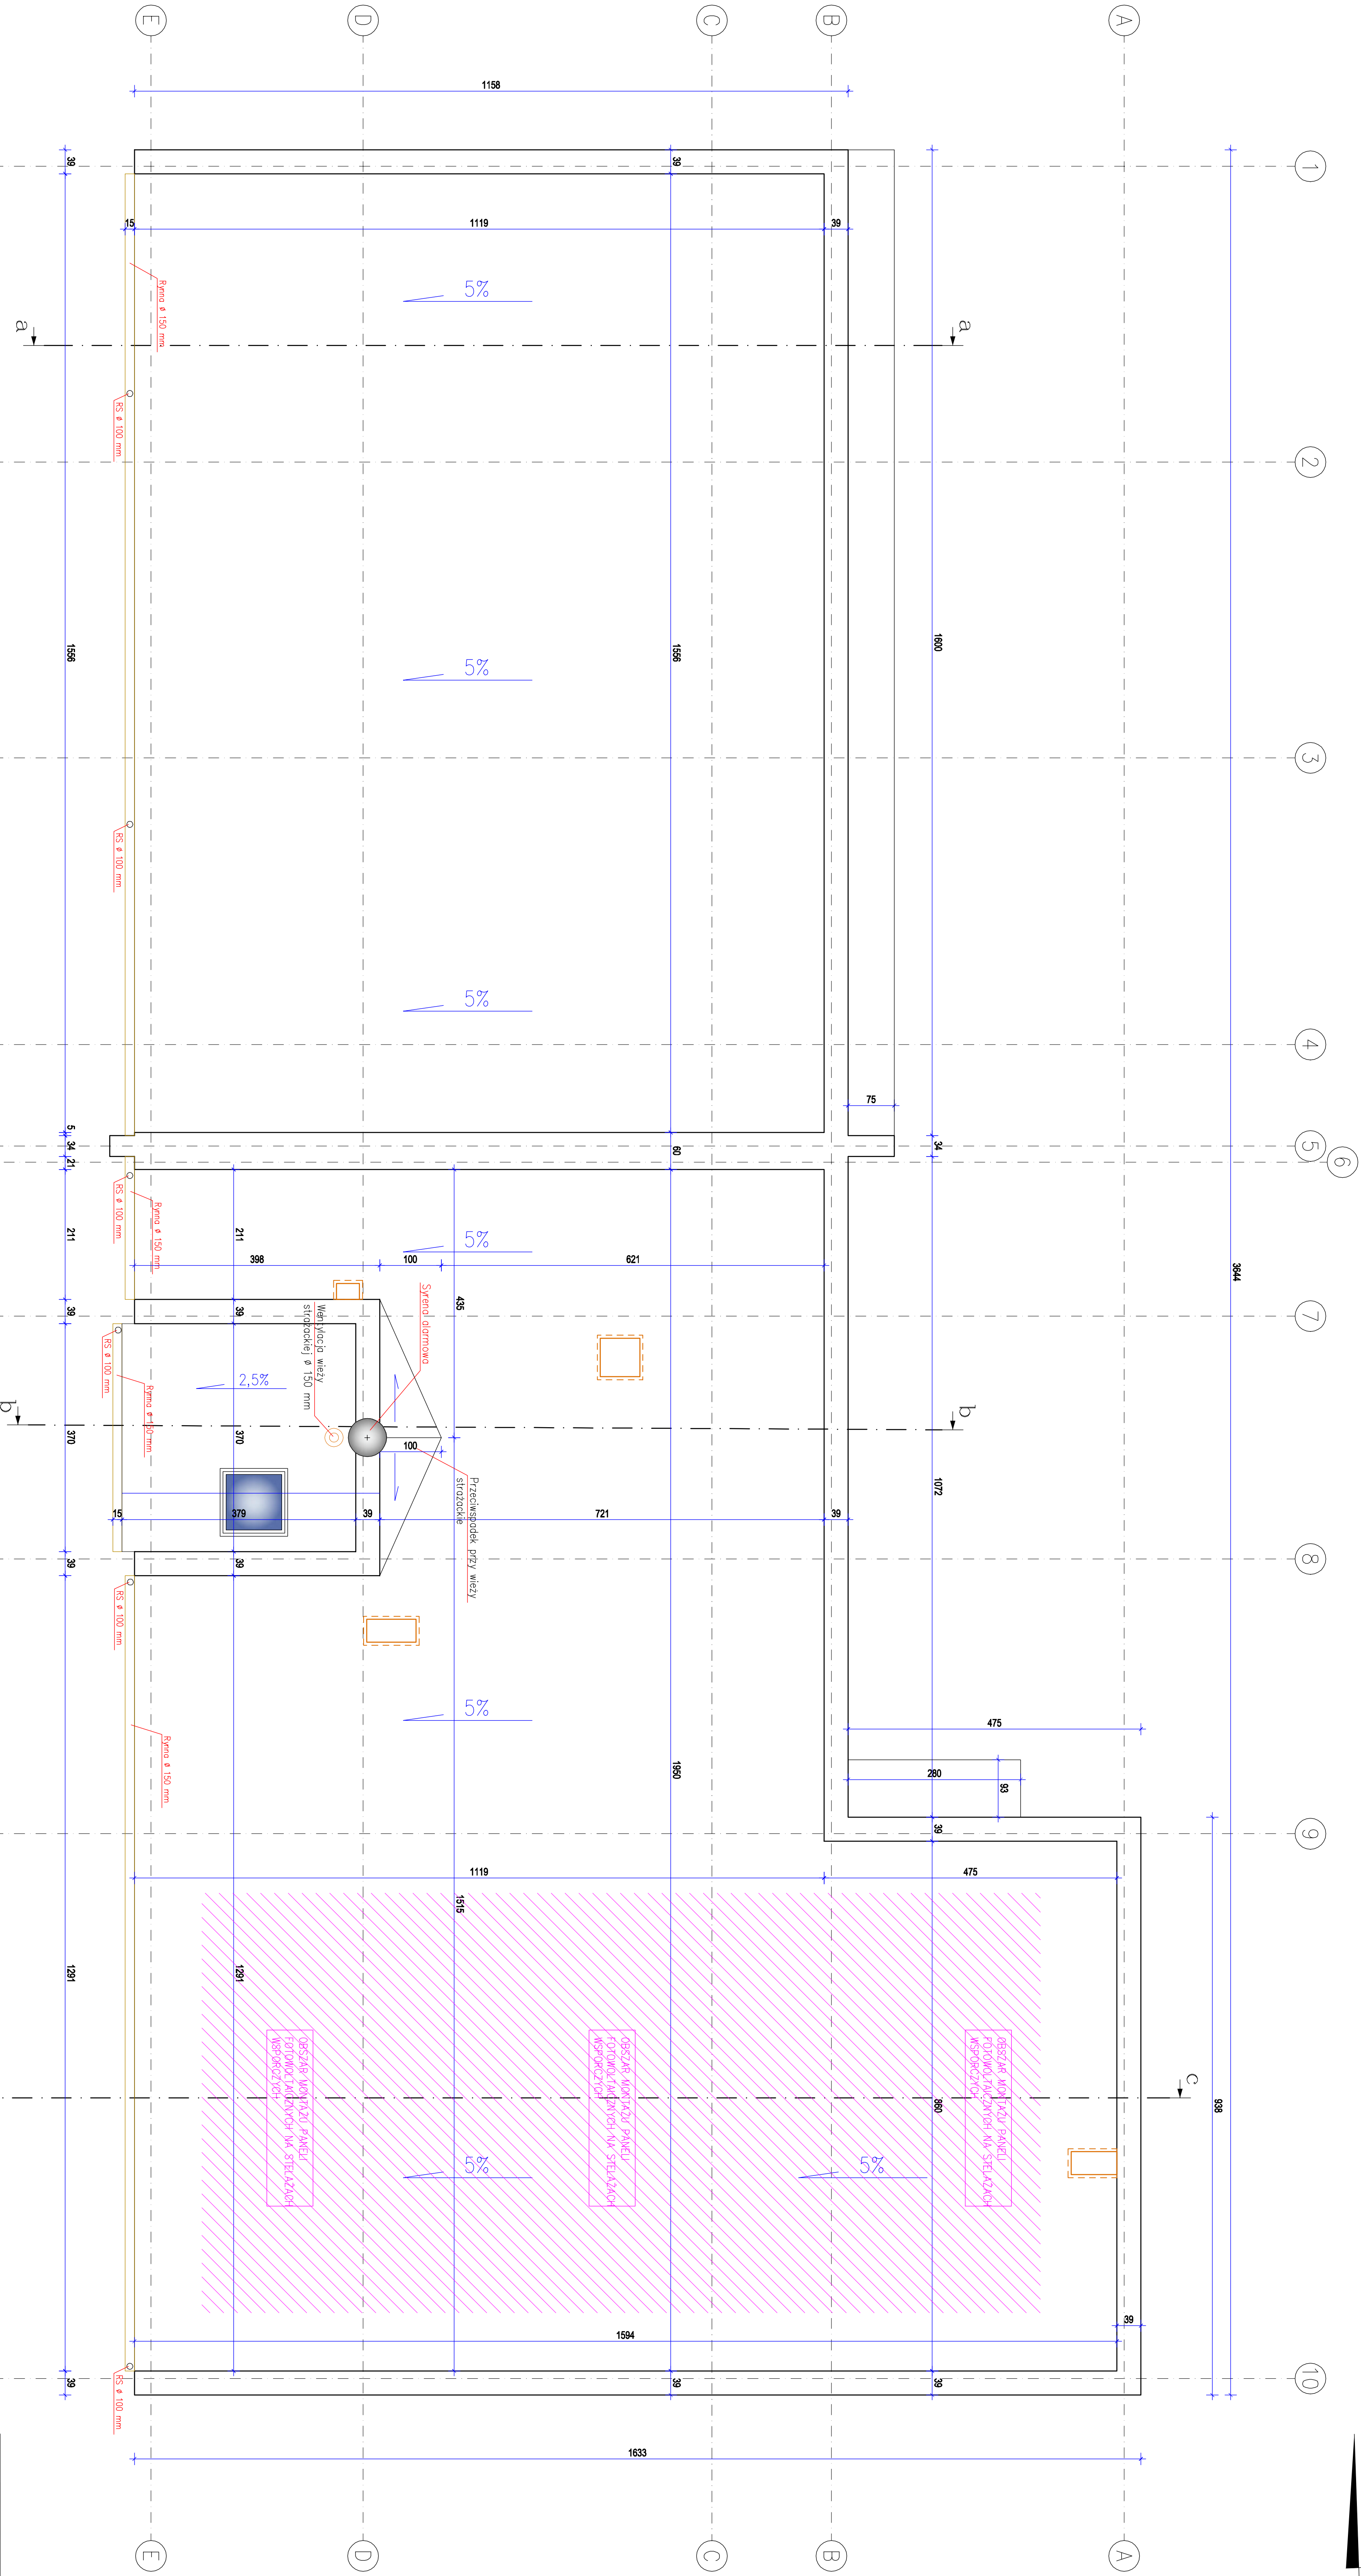 E
D
C
B
A
1158
39
39
1
3644
1600
15
1119
39
5%
Rynna ø 150 mm
a
a
RS ø 100 mm
2
1556
1556
5%
3
RS ø 100 mm
5%
4
75
5
34
21
60
34
5
6
RS ø 100 mm
Rynna ø 150 mm
211
211
5%
398
100
621
435
Syrena alarmowa
39
39
7
Wentylacja wieży
strażackiej ø 150 mm
RS ø 100 mm
Rynna ø 150 mm
2,5%
b
b
370
370
100
1072
Przeciwspadek przy wieży
strażackie
15
379
39
721
39
39
39
8
RS ø 100 mm
5%
475
Rynna ø 150 mm
1950
280
93
39
9
1119
475
1515
1291
1291
OBSZAR MONTAŻU PANELI
FOTOWOLTAICZNYCH NA STELAŻACH
WSPORCZYCH
OBSZAR MONTAŻU PANELI
FOTOWOLTAICZNYCH NA STELAŻACH
WSPORCZYCH
OBSZAR MONTAŻU PANELI
FOTOWOLTAICZNYCH NA STELAŻACH
WSPORCZYCH
c
860
938
5%
5%
39
1594
RS ø 100 mm
39
39
39
10
1633
E
D
C
B
A